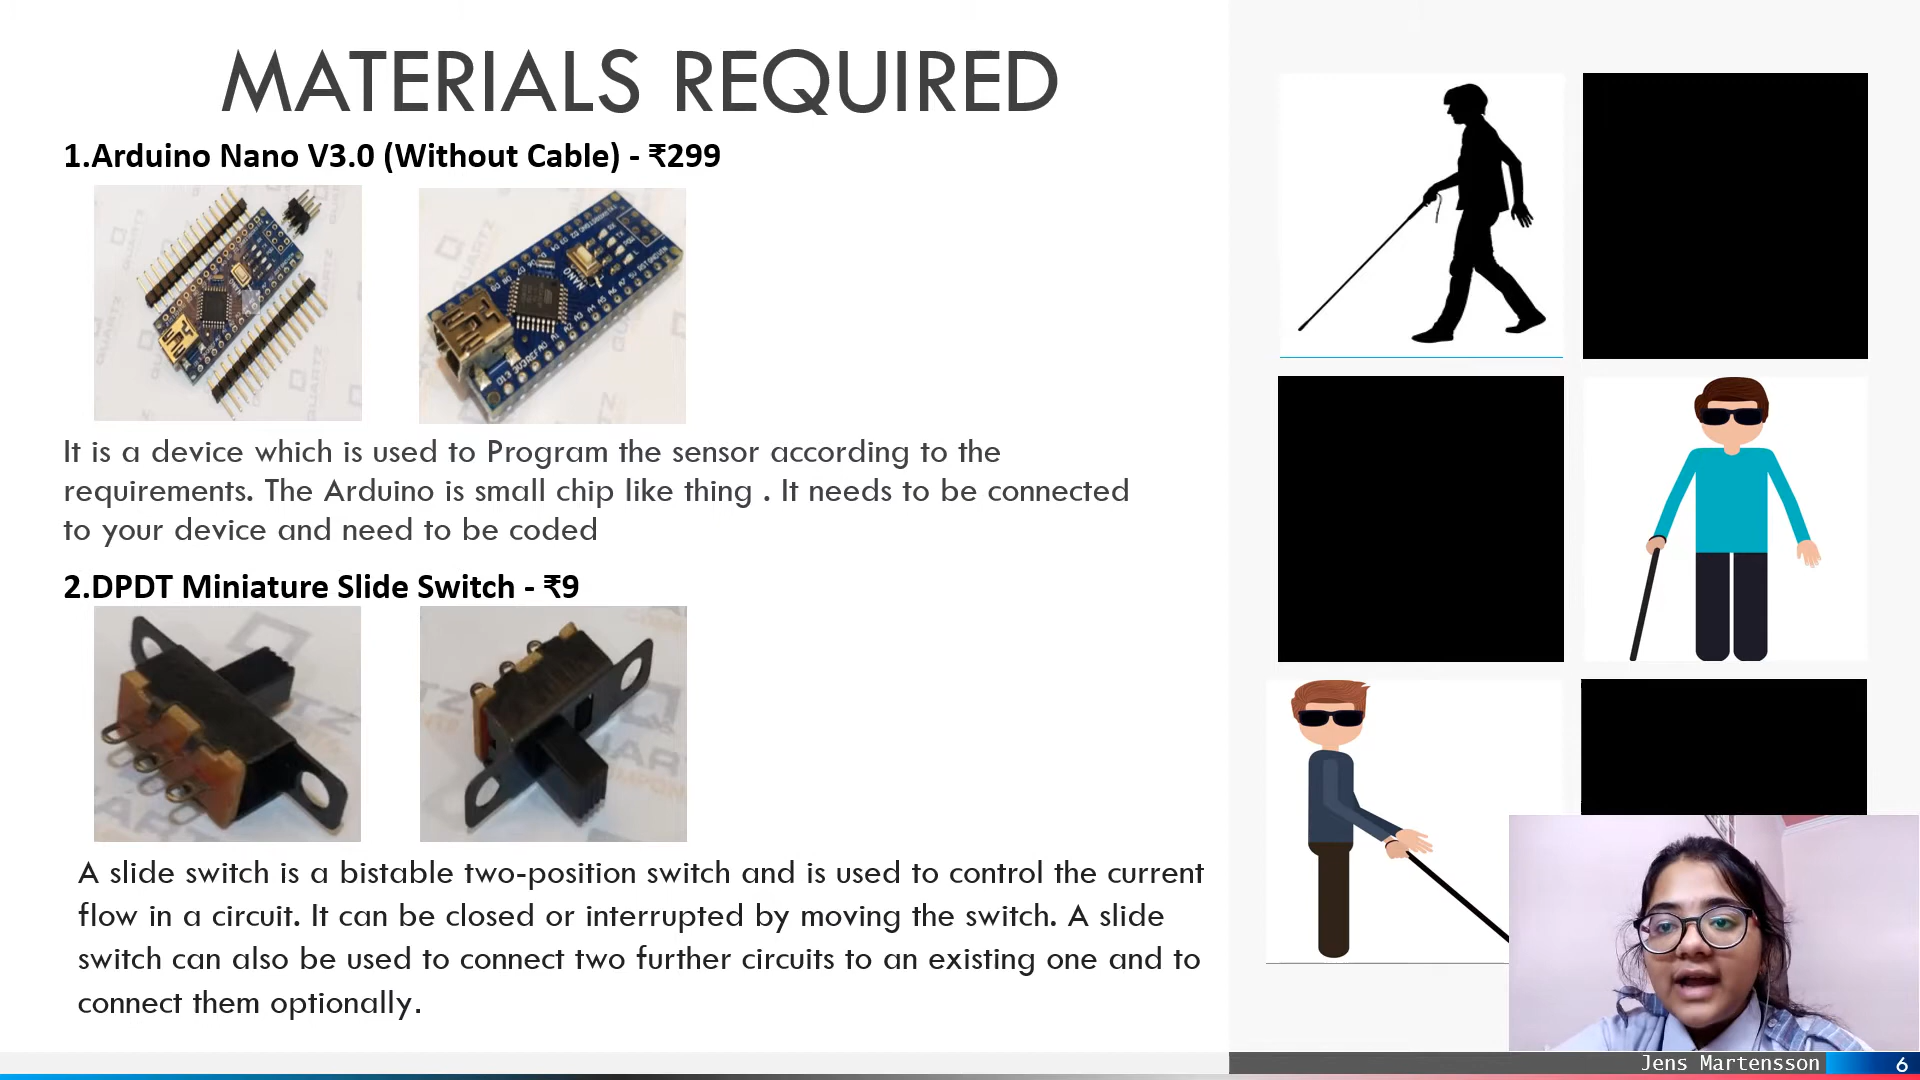 MATERIALS REQUIRED
1.Arduino Nano V3.0 (Without Cable) - ₹299
It is a device which is used to Program the sensor according to the
requirements. The Arduino is small chip like thing . It needs to be connected
to your device and need to be coded
2.DPDT Miniature Slide Switch - ₹9
A slide switch is a bistable two-position switch and is used to control the current
flow in a circuit. It can be closed or interrupted by moving the switch. A slide
switch can also be used to connect two further circuits to an existing one and to
connect them optionally.
Jens Martensson
6